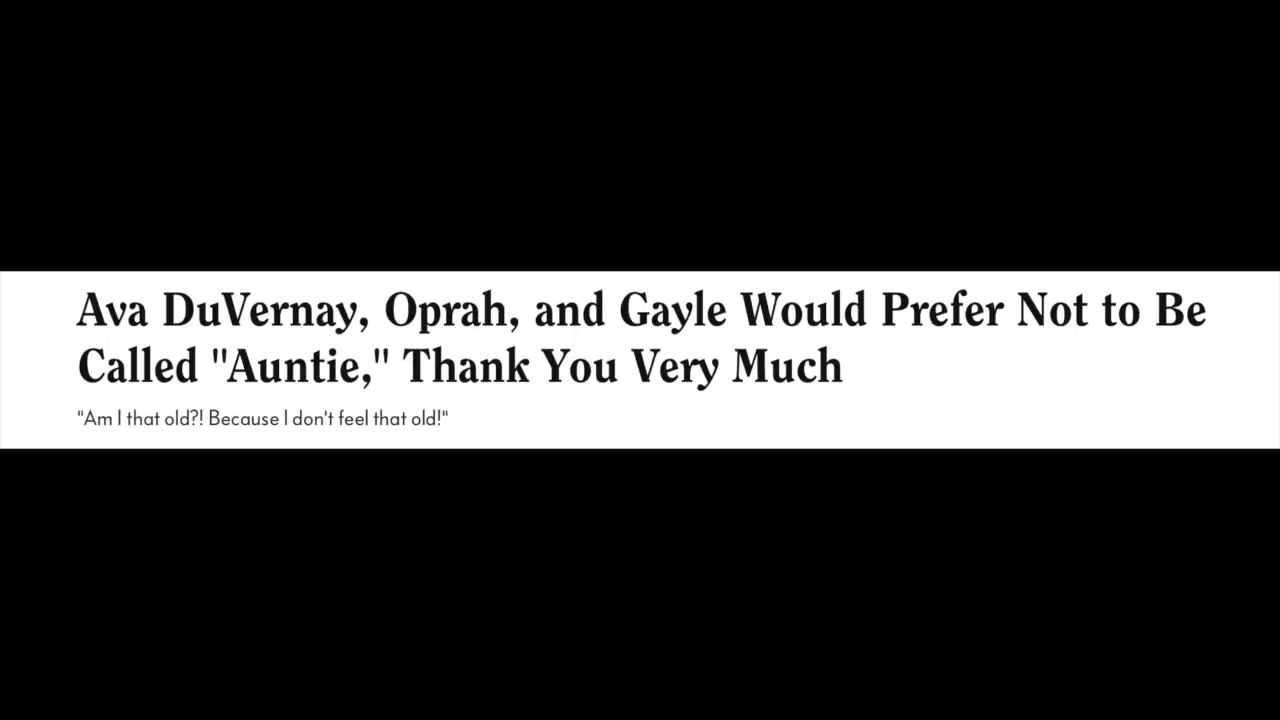 Ava DuVernay, Oprah, and Gayle Would Prefer Not to Be
Called "Auntie," Thank You Very Much
"Am I that old?! Because I don't feel that old!"